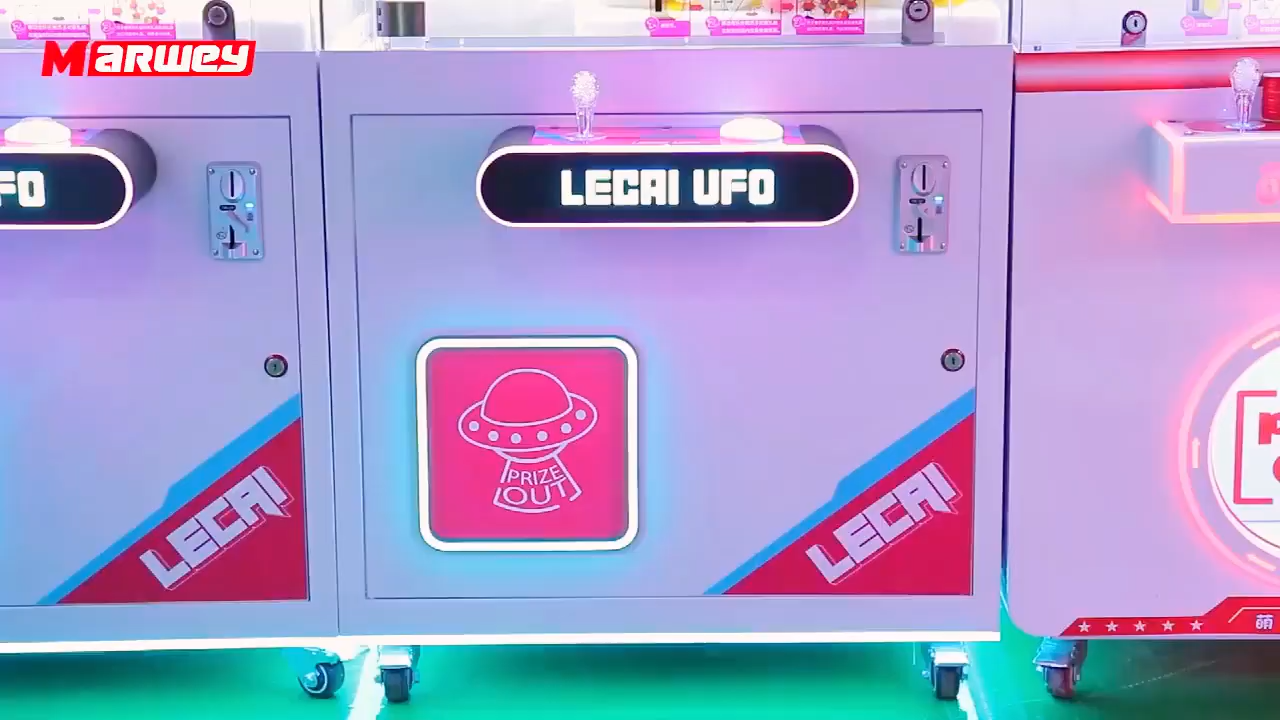 MARWEY
FO
LECAI UFO
PRIZE
OUT
LECAI
LECAI
萌